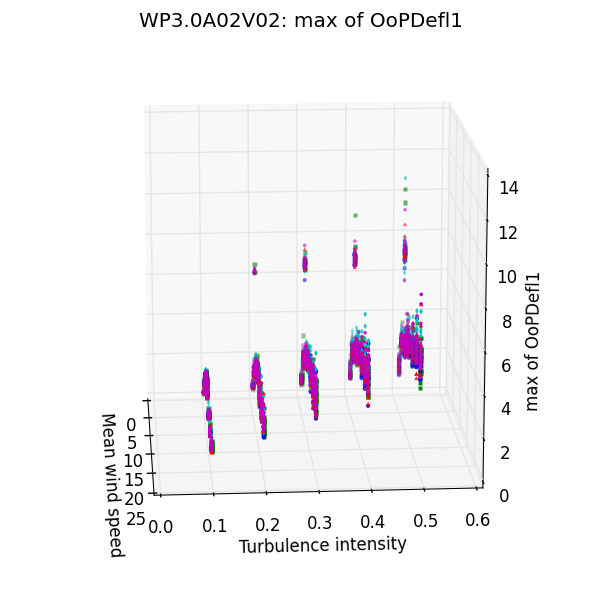 WP3.0A02V02: max of OoPDefl1
14
12
10
8
6
4
2
0
max of OoPDefl1
0
5
10
15
20
25
Mean wind speed
0.0 0.1 0.2 0.3 0.4 0.5 0.6
Turbulence intensity